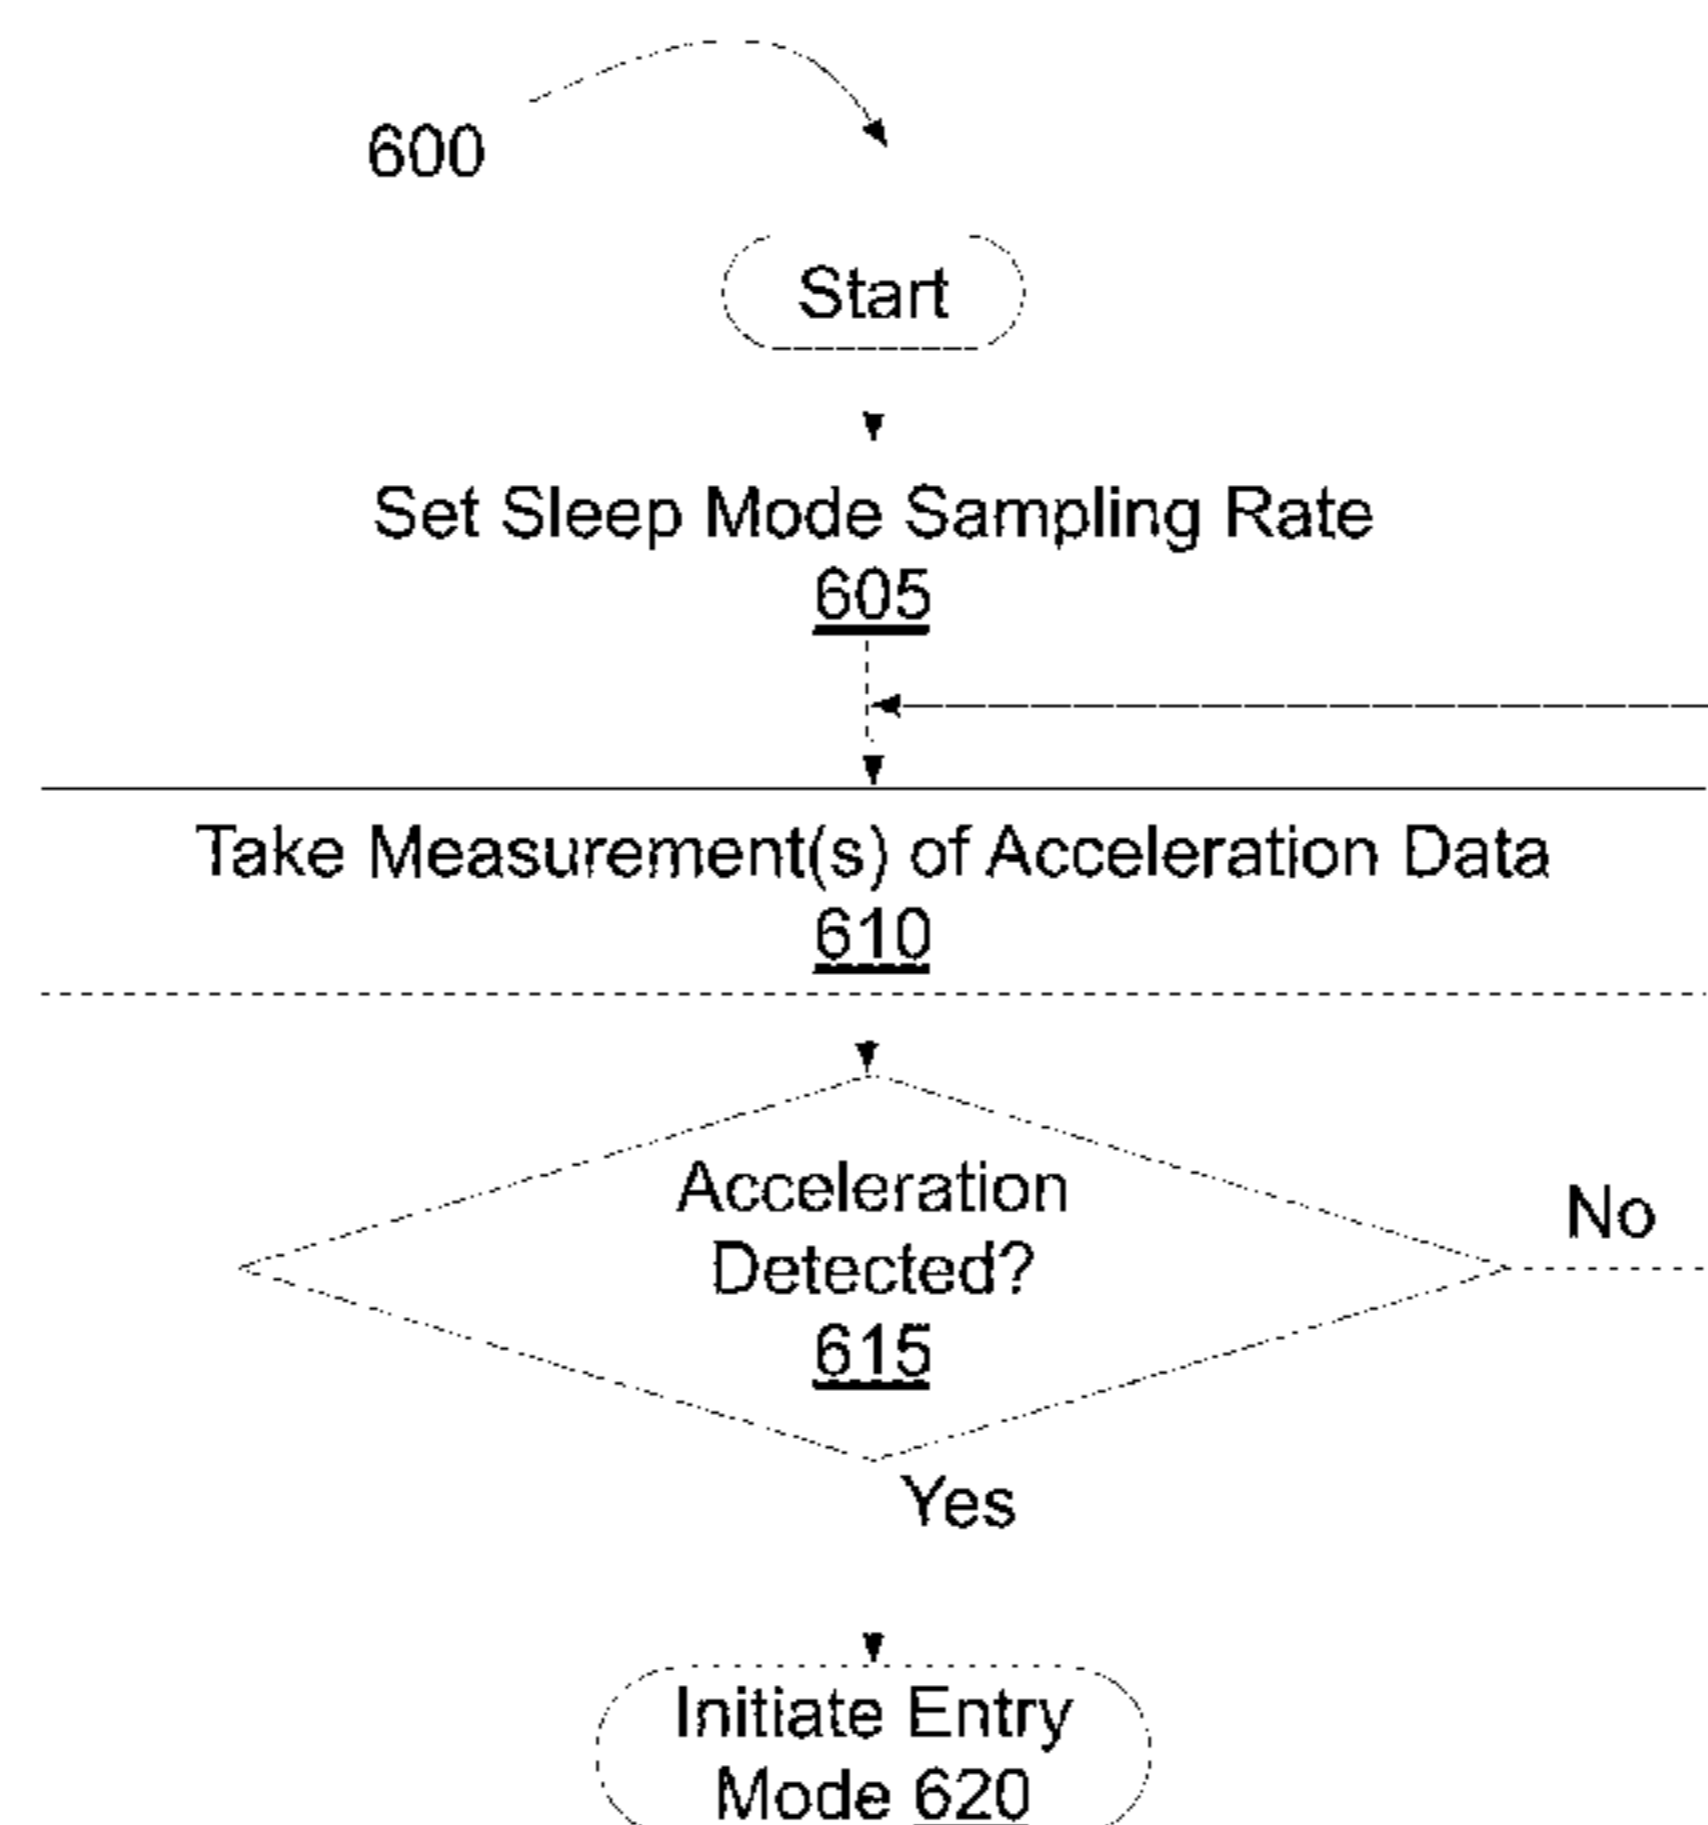 600
Start
Set Sleep Mode Sampling Rate
605
Take Measurement(s) of Acceleration Data
610
Acceleration
Detected?
615
No
Yes
Initiate Entry
Mode 620